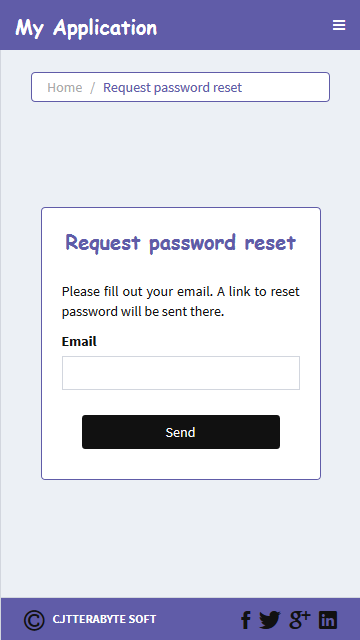 My Application
Home / Request password reset
Request password reset
Please fill out your email. A link to reset
password will be sent there.
Email
Send
© CJTTERABYTE SOFT